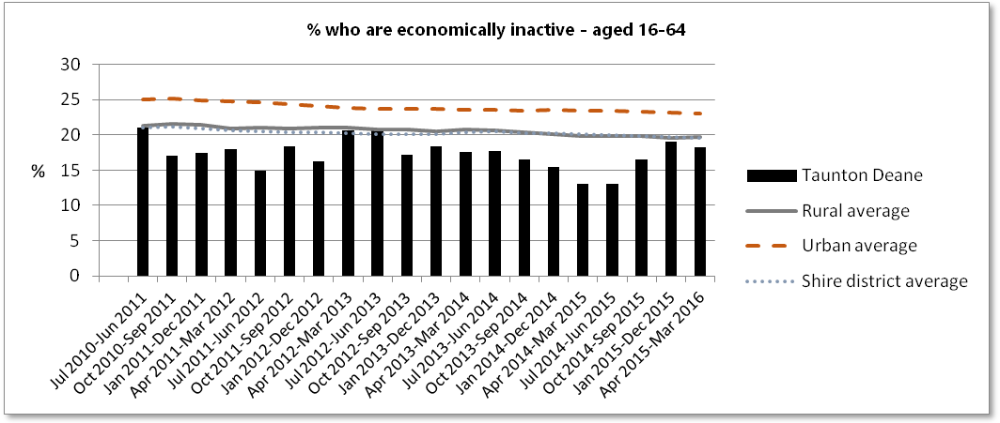 % who are economically inactive - aged 16-64
30
25
20
15
10
5
0
%
Jul 2010-Jun 2011
Oct 2010-Sep 2011
Jan 2011-Dec 2011
Apr 2011-Mar 2012
Jul 2011-Jun 2012
Oct 2011-Sep 2012
Jan 2012-Dec 2012
Apr 2012-Mar 2013
Jul 2012-Jun 2013
Oct 2012-Sep 2013
Jan 2013-Dec 2013
Apr 2013-Mar 2014
Jul 2013-Jun 2014
Oct 2013-Sep 2014
Jan 2014-Dec 2014
Apr 2014-Mar 2015
Jul 2014-Jun 2015
Oct 2014-Sep 2015
Jan 2015-Dec 2015
Apr 2015-Mar 2016
Taunton Deane
Rural average
Urban average
Shire district average